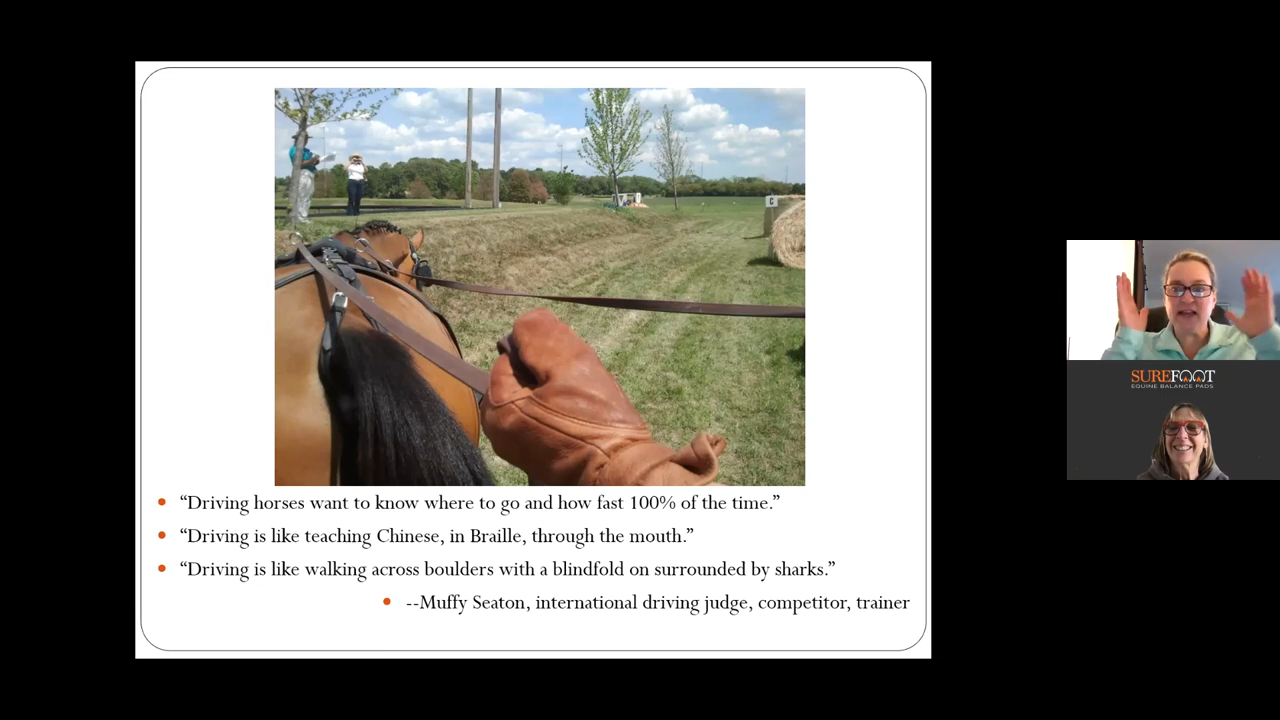 C
“Driving horses want to know where to go and how fast 100% of the time.”
“Driving is like teaching Chinese, in Braille, through the mouth.”
“Driving is like walking across boulders with a blindfold on surrounded by sharks.”
--Muffy Seaton, international driving judge, competitor, trainer
SUREFOOT
EQUINE BALANCE PADS